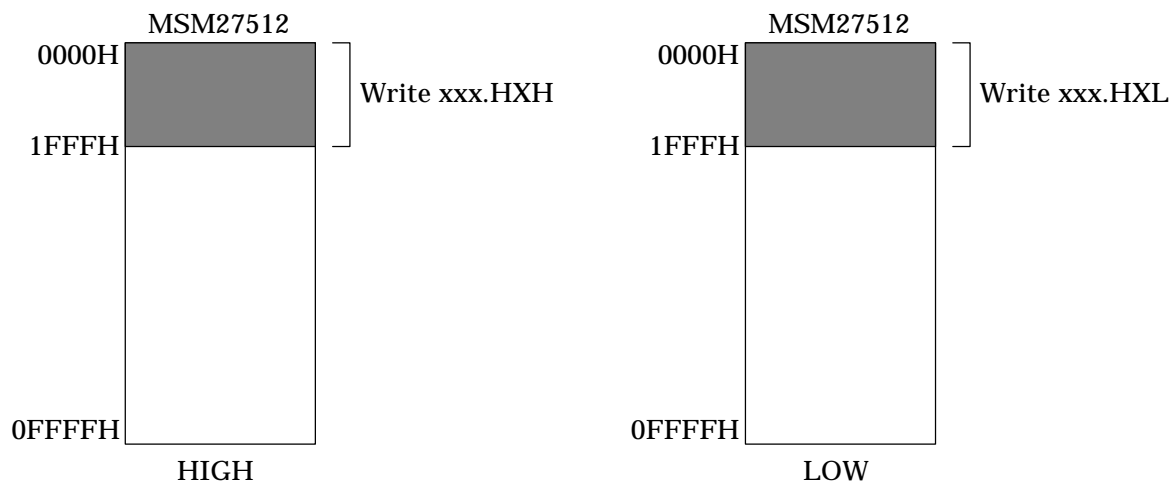 MSM27512
0000H
Write xxx.HXH
1FFFH
0FFFFH
HIGH
MSM27512
0000H
Write xxx.HXL
1FFFH
0FFFFH
LOW